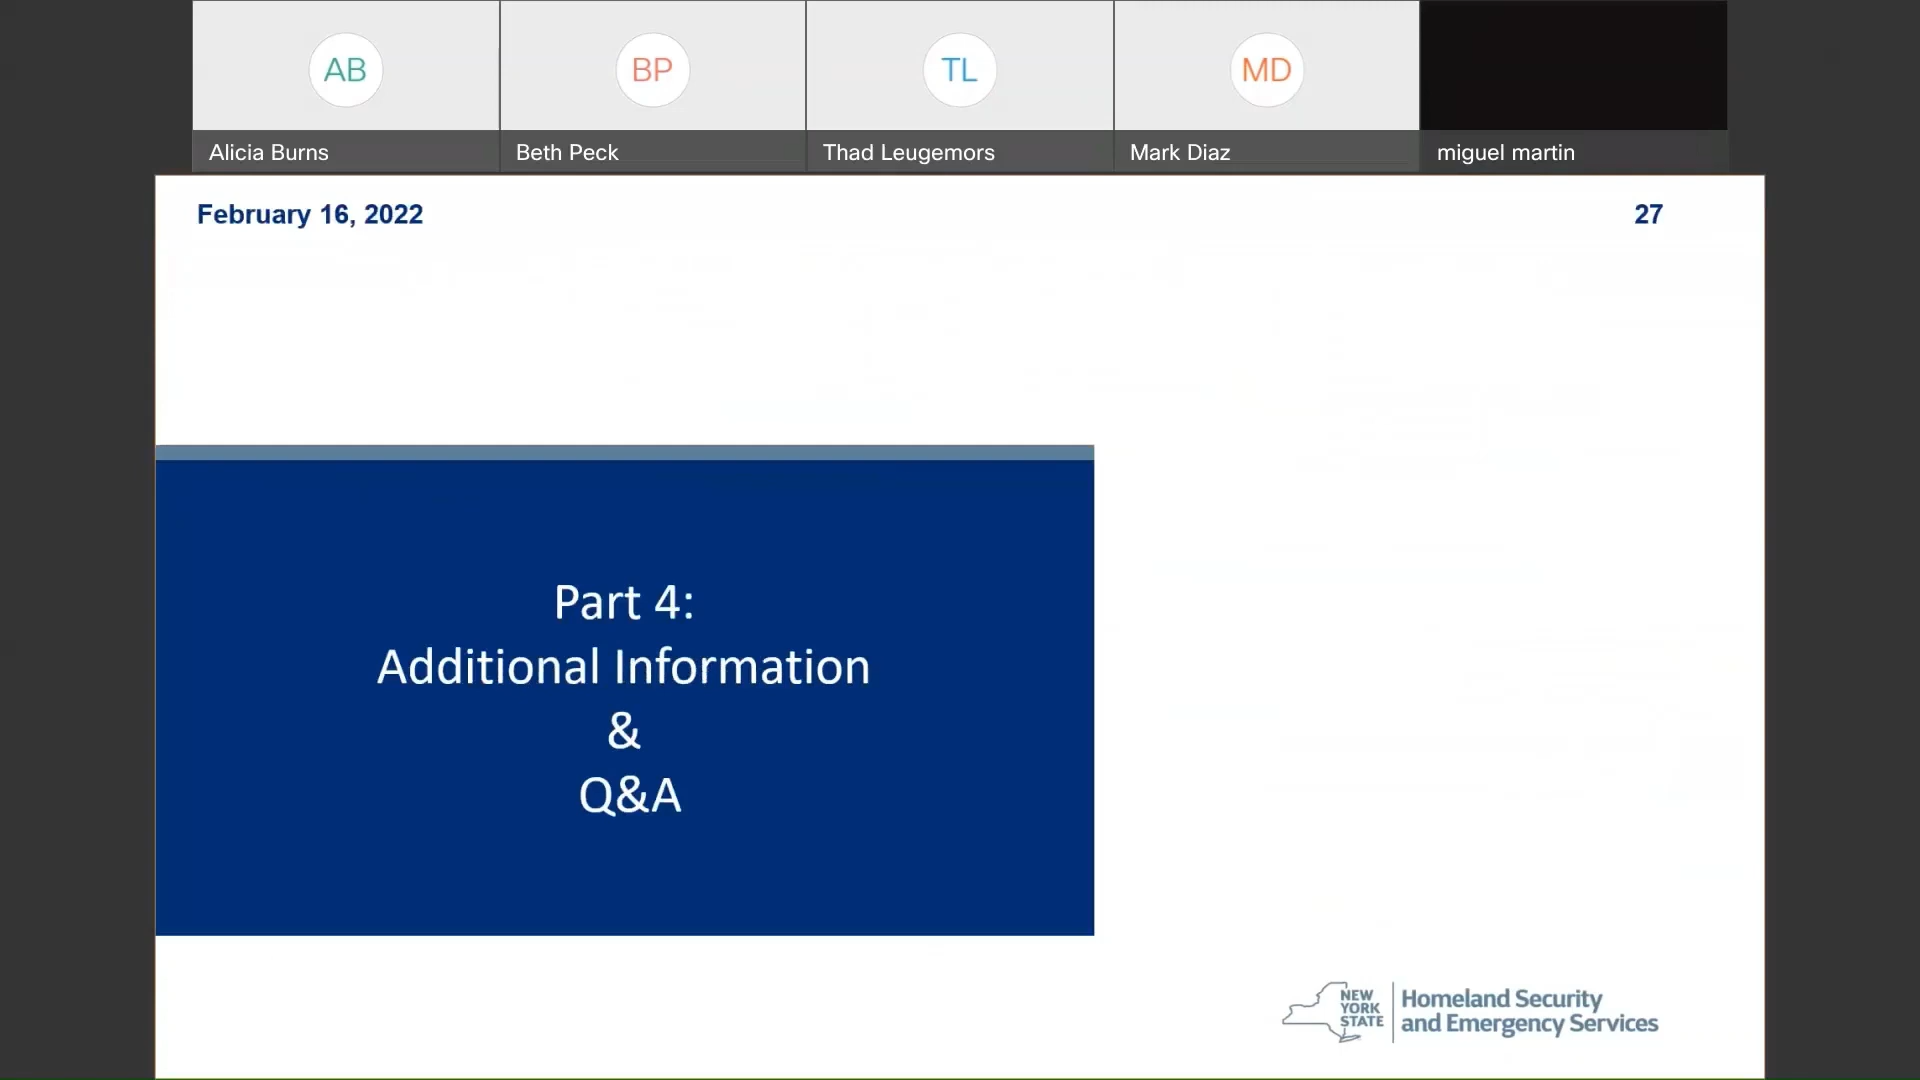 AB
BP
TL
MD
Alicia Burns
Beth Peck
Thad Leugemors
Mark Diaz
miguel martin
February 16, 2022
27
Part 4:
Additional Information
&
Q&A
NEW
YORK
STATE
Homeland Security
and Emergency Services